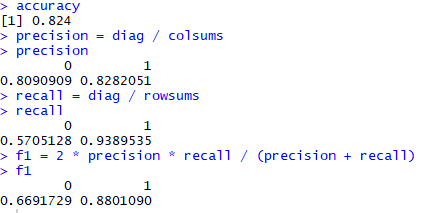 > accuracy
[1] 0.824
> precision = diag / colsums
> precision
0 1
0.8090909 0.8282051
> recall = diag / rowsums
> recall
0 1
0.5705128 0.9389535
> f1 = 2 * precision * recall / (precision + recall)
> f1
0 1
0.6691729 0.8801090